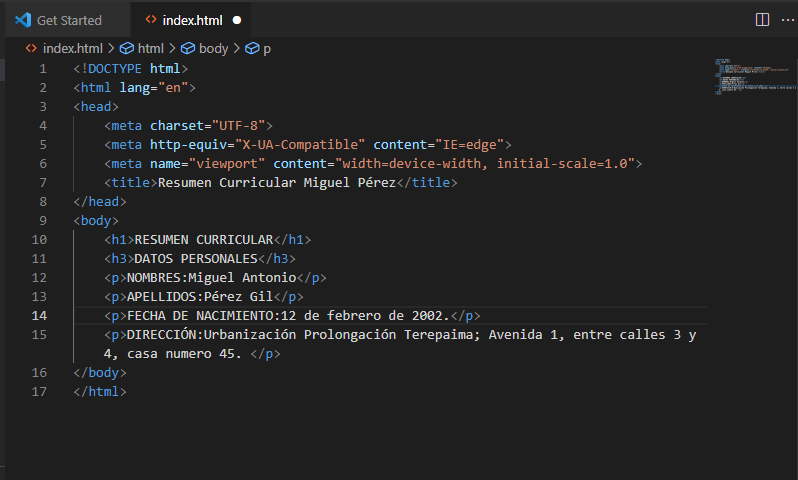 Get Started
index.html
index.html > html > body > p
1 <!DOCTYPE html>
2 <html lang="en">
3 <head>
4 <meta charset="UTF-8">
5 <meta http-equiv="X-UA-Compatible" content="IE=edge">
6 <meta name="viewport" content="width=device-width, initial-scale=1.0">
7 <title>Resumen Curricular Miguel Pérez</title>
8 </head>
9 <body>
10 <h1>RESUMEN CURRICULAR</h1>
11 <h3>DATOS PERSONALES</h3>
12 <p>NOMBRES:Miguel Antonio</p>
13 <p>APELLIDOS:Pérez Gil</p>
14 <p>FECHA DE NACIMIENTO:12 de febrero de 2002.</p>
15 <p>DIRECCIÓN:Urbanización Prolongación Terepaima; Avenida 1, entre calles 3 y
4, casa numero 45. </p>
16 </body>
17 </html>